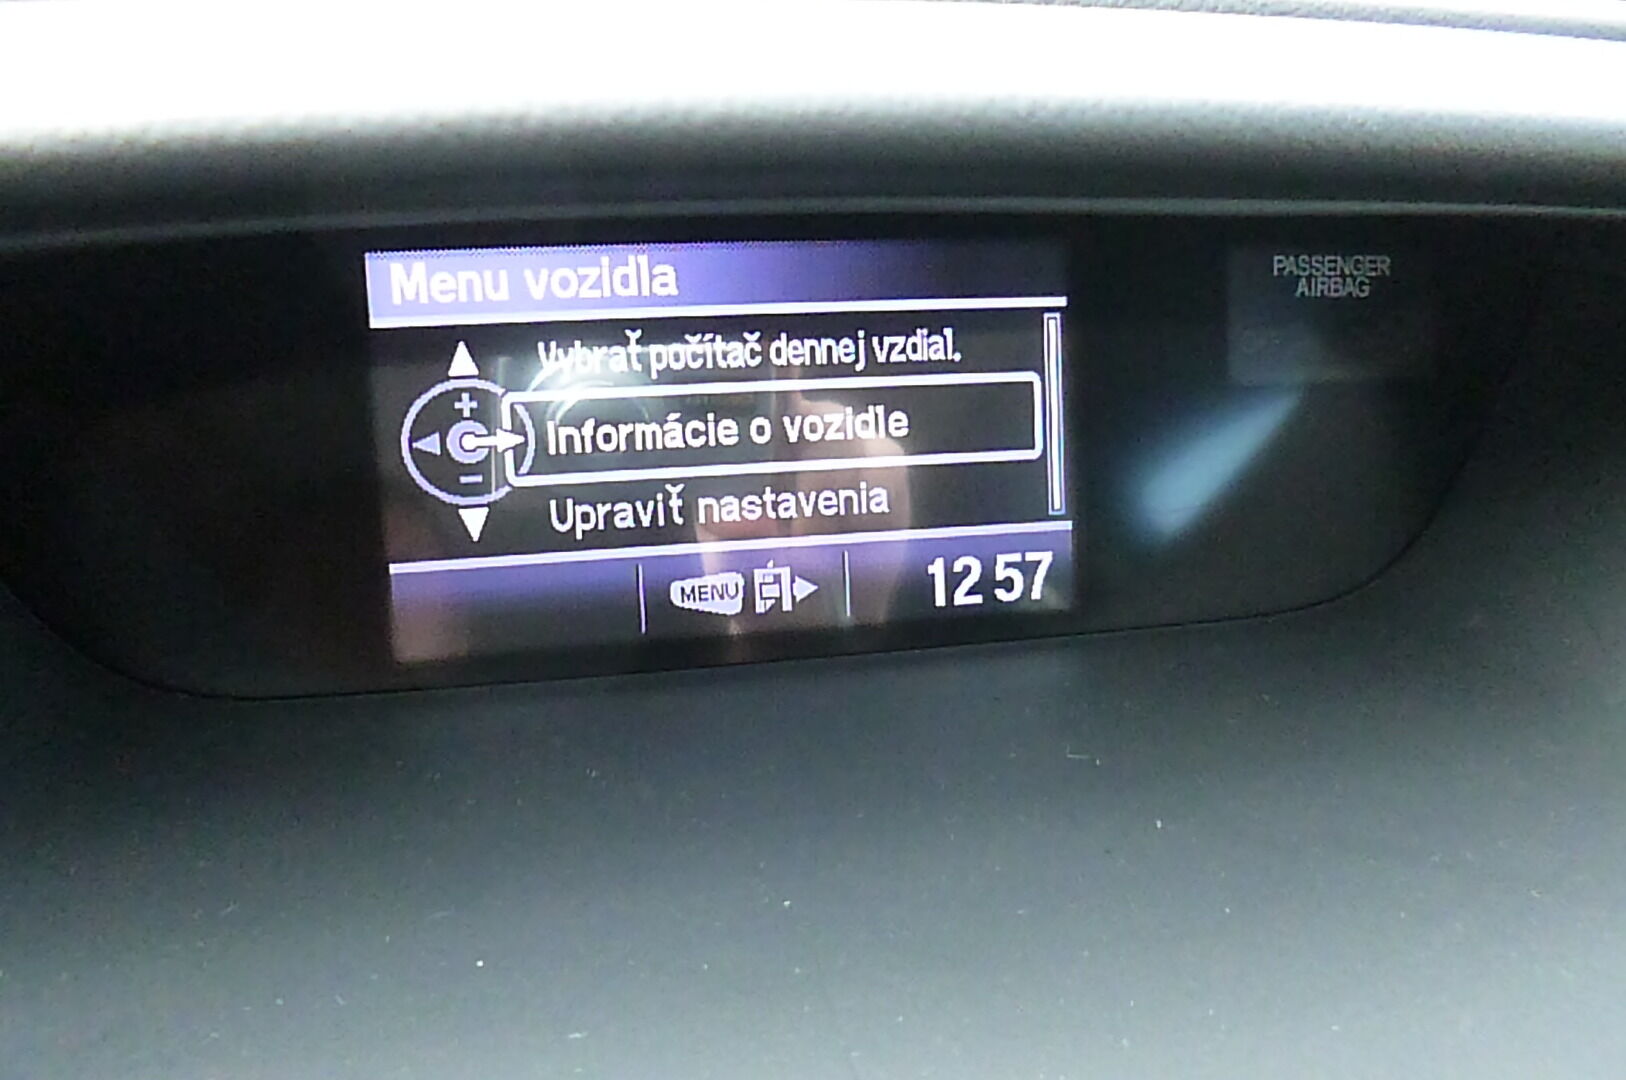 Menu vozidla
Vybrať počítač dennej vzdial.
Informácie o vozidle
Upraviť nastavenia
MENU
12 57
PASSENGER
AIRBAG